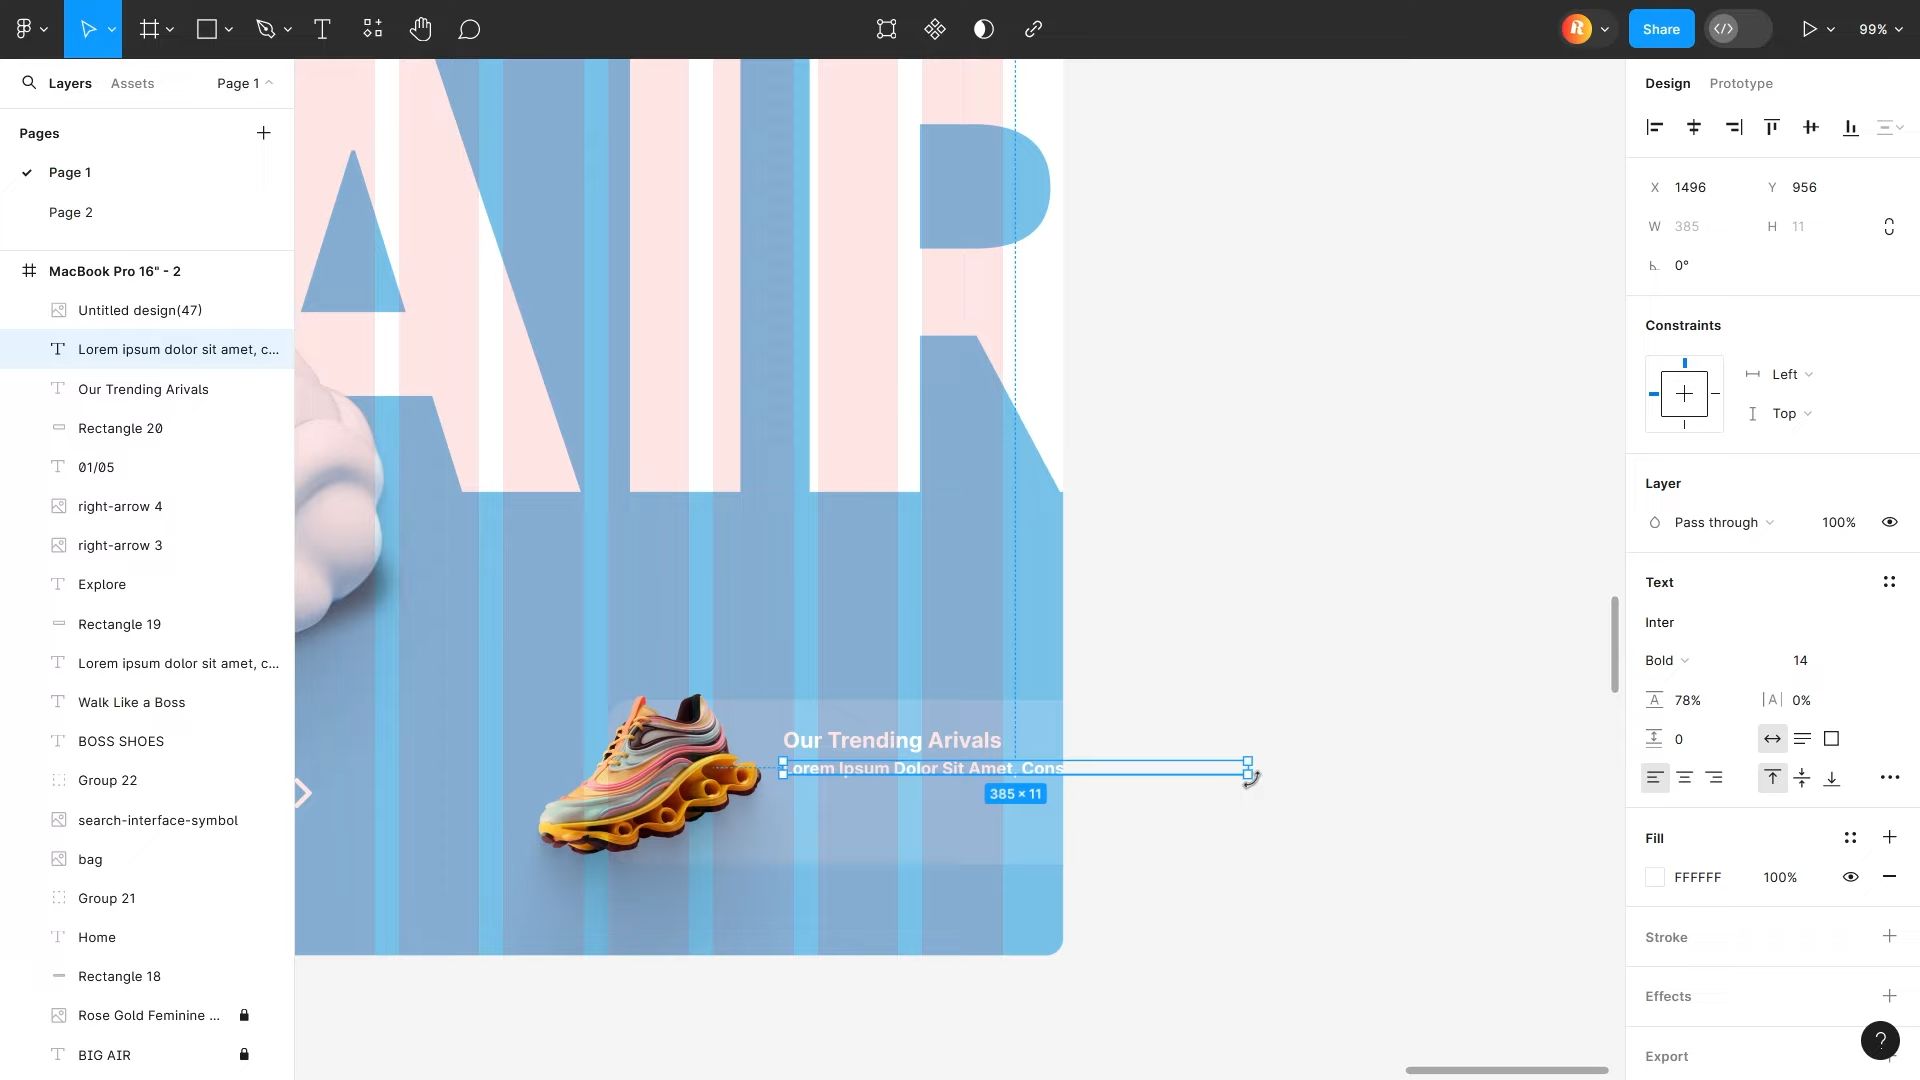 Share
99%
Layers
Assets
Page 1
Pages
Page 1
Page 2
MacBook Pro 16" - 2
Untitled design(47)
Lorem ipsum dolor sit amet, c...
Our Trending Arivals
Rectangle 20
01/05
right-arrow 4
right-arrow 3
Explore
Rectangle 19
Lorem ipsum dolor sit amet, c...
Walk Like a Boss
BOSS SHOES
Group 22
search-interface-symbol
bag
Group 21
Home
Rectangle 18
Rose Gold Feminine ...
BIG AIR
AIR
Our Trending Arivals
Lorem Ipsum Dolor Sit Amet, Cons
385 × 11
Design
Prototype
X 1496
Y 956
W 385
H 11
0°
Constraints
Left
Top
Layer
Pass through
100%
Text
Inter
Bold
14
78%
|A| 0%
0
Fill
FFFFFF
100%
Stroke
Effects
Export
?